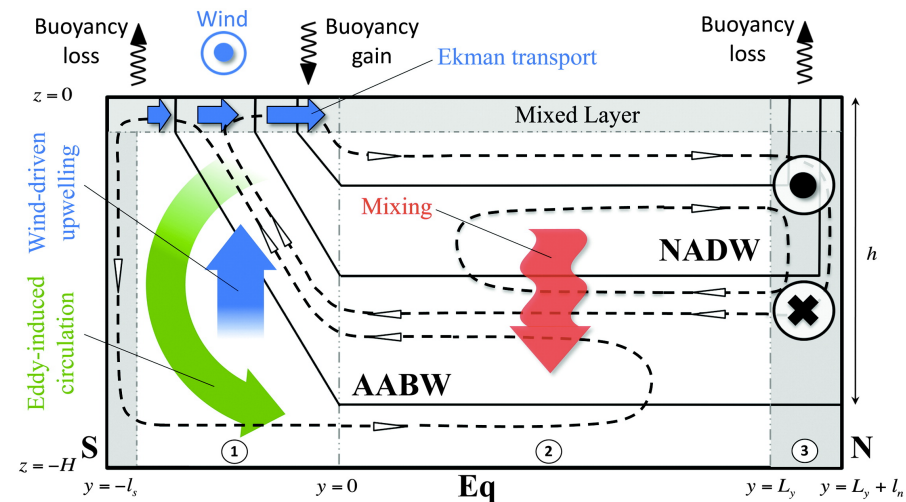 Wind
Buoyancy
loss
Buoyancy
gain
Buoyancy
loss
Ekman transport
z=0
Mixed Layer
Wind-driven
upwelling
Mixing
NADW
h
Eddy-induced
circulation
AABW
S
1
2
3
N
z=−H
y=−l_s
y=0
Eq
y=L_y
y=L_y+l_n